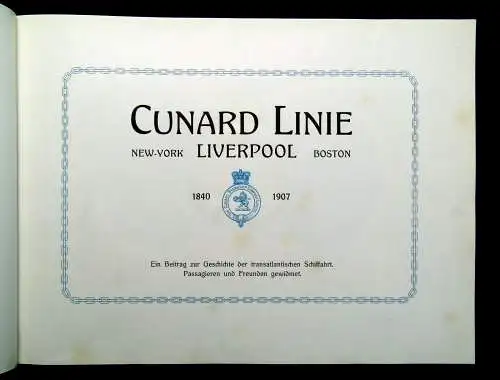 CUNARD LINIE
NEW-YORK LIVERPOOL BOSTON
1840 1907
Ein Beitrag zur Geschichte der transatlantischen Schiffahrt.
Passagieren und Freunden gewidmet.